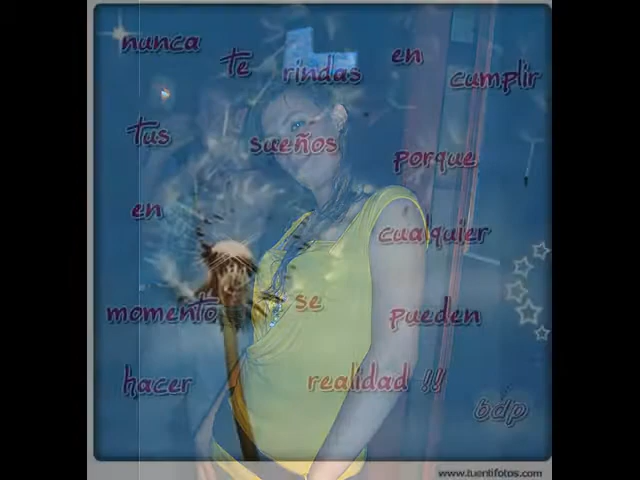 nunca te rindas en cumplir
tus sueños porque
en cualquier
momento se pueden
hacer realidad !!
bdp
www.tuentifotos.com